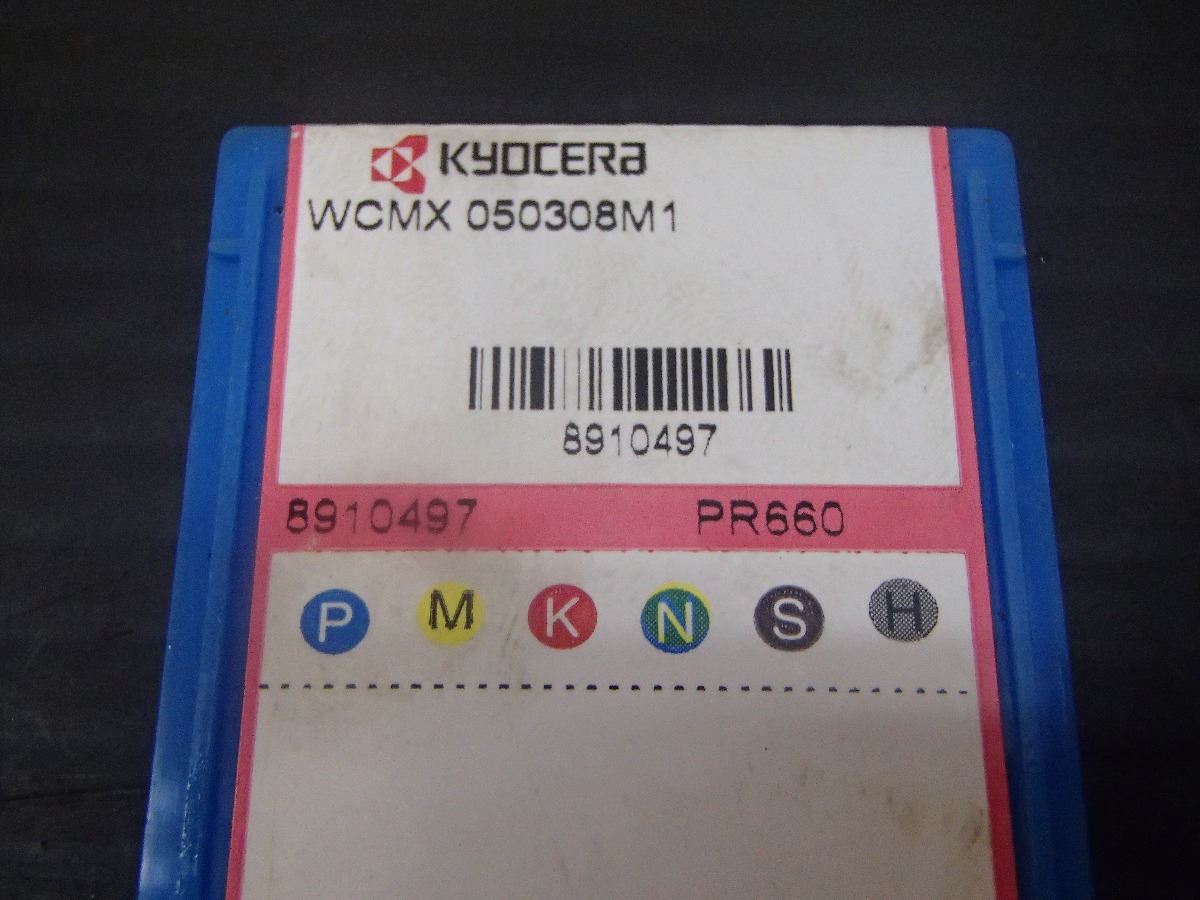 KYOCERA
WCMX 050308M1
8910497
8910497 PR660
P M K N S H